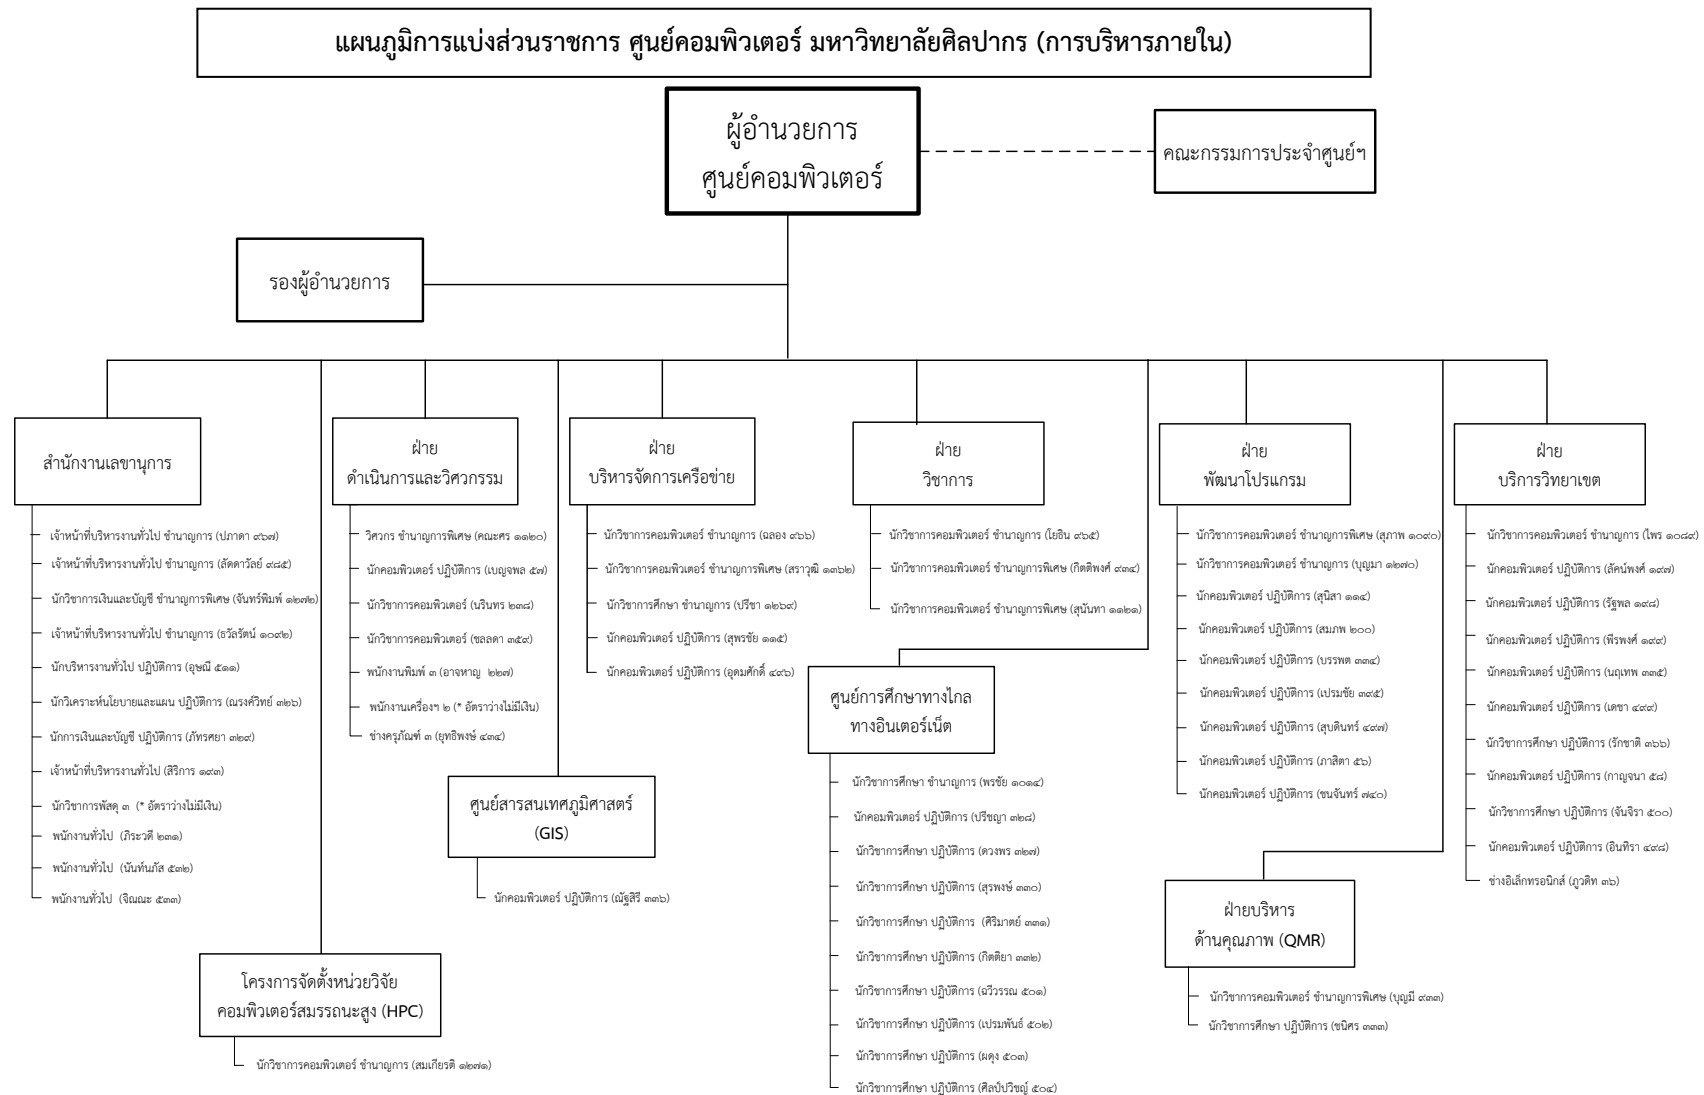 แผนภูมิการแบ่งส่วนราชการ ศูนย์คอมพิวเตอร์ มหาวิทยาลัยศิลปากร (การบริหารภายใน)
ผู้อำนวยการ
ศูนย์คอมพิวเตอร์
คณะกรรมการประจำศูนย์ฯ
รองผู้อำนวยการ
สำนักงานเลขานุการ
เจ้าหน้าที่บริหารงานทั่วไป ชำนาญการ (ปภาดา ๙๖๗)
เจ้าหน้าที่บริหารงานทั่วไป ชำนาญการ (ลัดดาวัลย์ ๙๘๕)
นักวิชาการเงินและบัญชี ชำนาญการพิเศษ (จันทร์พิมพ์ ๑๒๗๒)
เจ้าหน้าที่บริหารงานทั่วไป ชำนาญการ (ธวัลรัตน์ ๑๐๙๒)
นักบริหารงานทั่วไป ปฏิบัติการ (อุษณี ๕๑๑)
นักวิเคราะห์นโยบายและแผน ปฏิบัติการ (ณรงค์วิทย์ ๓๒๖)
นักการเงินและบัญชี ปฏิบัติการ (ภัทรศยา ๓๒๙)
เจ้าหน้าที่บริหารงานทั่วไป (สิริการ ๑๙๓)
นักวิชาการพัสดุ ๓ (* อัตราว่างไม่มีเงิน)
พนักงานทั่วไป (ภิระวดี ๒๓๑)
พนักงานทั่วไป (นันท์นภัส ๕๓๒)
พนักงานทั่วไป (จิณณะ ๕๓๓)
โครงการจัดตั้งหน่วยวิจัย
คอมพิวเตอร์สมรรถนะสูง (HPC)
นักวิชาการคอมพิวเตอร์ ชำนาญการ (สมเกียรติ ๑๒๗๑)
ฝ่าย
ดำเนินการและวิศวกรรม
วิศวกร ชำนาญการพิเศษ (คณะศร ๑๑๒๐)
นักคอมพิวเตอร์ ปฏิบัติการ (เบญจพล ๕๗)
นักวิชาการคอมพิวเตอร์ (นรินทร ๒๓๘)
นักวิชาการคอมพิวเตอร์ (ชลลดา ๓๕๙)
พนักงานพิมพ์ ๓ (อาจหาญ ๒๒๗)
พนักงานเครื่องฯ ๒ (* อัตราว่างไม่มีเงิน)
ช่างครุภัณฑ์ ๓ (ยุทธิพงษ์ ๔๓๔)
ศูนย์สารสนเทศภูมิศาสตร์
(GIS)
นักคอมพิวเตอร์ ปฏิบัติการ (ณัฐสิรี ๓๓๖)
ฝ่าย
บริหารจัดการเครือข่าย
นักวิชาการคอมพิวเตอร์ ชำนาญการ (ฉลอง ๙๖๖)
นักวิชาการคอมพิวเตอร์ ชำนาญการพิเศษ (สราวุฒิ ๑๓๖๒)
นักวิชาการศึกษา ชำนาญการ (ปรีชา ๑๒๖๙)
นักคอมพิวเตอร์ ปฏิบัติการ (สุพรชัย ๑๑๕)
นักคอมพิวเตอร์ ปฏิบัติการ (อุดมศักดิ์ ๔๙๖)
ฝ่าย
วิชาการ
นักวิชาการคอมพิวเตอร์ ชำนาญการ (โยธิน ๙๖๕)
นักวิชาการคอมพิวเตอร์ ชำนาญการพิเศษ (กิตติพงศ์ ๙๓๔)
นักวิชาการคอมพิวเตอร์ ชำนาญการพิเศษ (สุนันทา ๑๑๒๑)
ศูนย์การศึกษาทางไกล
ทางอินเตอร์เน็ต
นักวิชาการศึกษา ชำนาญการ (พรชัย ๑๐๑๔)
นักคอมพิวเตอร์ ปฏิบัติการ (ปรีชญา ๓๒๘)
นักวิชาการศึกษา ปฏิบัติการ (ดวงพร ๓๒๗)
นักวิชาการศึกษา ปฏิบัติการ (สุรพงษ์ ๓๓๐)
นักวิชาการศึกษา ปฏิบัติการ (ศิริมาตย์ ๓๓๑)
นักวิชาการศึกษา ปฏิบัติการ (กิตติยา ๓๓๒)
นักวิชาการศึกษา ปฏิบัติการ (ฉวีวรรณ ๕๐๑)
นักวิชาการศึกษา ปฏิบัติการ (เปรมพันธ์ ๕๐๒)
นักวิชาการศึกษา ปฏิบัติการ (ผดุง ๕๐๓)
นักวิชาการศึกษา ปฏิบัติการ (ศิลป์ปวิชญ์ ๕๐๔)
ฝ่าย
พัฒนาโปรแกรม
นักวิชาการคอมพิวเตอร์ ชำนาญการพิเศษ (สุภาพ ๑๐๙๐)
นักวิชาการคอมพิวเตอร์ ชำนาญการ (บุญมา ๑๒๗๐)
นักคอมพิวเตอร์ ปฏิบัติการ (สุนิสา ๑๑๔)
นักคอมพิวเตอร์ ปฏิบัติการ (สมภพ ๒๐๐)
นักคอมพิวเตอร์ ปฏิบัติการ (บรรพต ๓๓๔)
นักคอมพิวเตอร์ ปฏิบัติการ (เปรมชัย ๓๙๕)
นักคอมพิวเตอร์ ปฏิบัติการ (สุบดินทร์ ๔๙๗)
นักคอมพิวเตอร์ ปฏิบัติการ (ภาสิตา ๕๖)
นักคอมพิวเตอร์ ปฏิบัติการ (ชนจันทร์ ๗๔๐)
ฝ่ายบริหาร
ด้านคุณภาพ (QMR)
นักวิชาการคอมพิวเตอร์ ชำนาญการพิเศษ (บุญมี ๙๓๓)
นักวิชาการศึกษา ปฏิบัติการ (ชนิศร ๓๓๓)
ฝ่าย
บริการวิทยาเขต
นักวิชาการคอมพิวเตอร์ ชำนาญการ (ไพร ๑๐๘๙)
นักคอมพิวเตอร์ ปฏิบัติการ (ลัคน์พงศ์ ๑๙๗)
นักคอมพิวเตอร์ ปฏิบัติการ (รัฐพล ๑๙๘)
นักคอมพิวเตอร์ ปฏิบัติการ (พีรพงศ์ ๑๙๙)
นักคอมพิวเตอร์ ปฏิบัติการ (นฤเทพ ๓๓๕)
นักคอมพิวเตอร์ ปฏิบัติการ (เดชา ๔๙๙)
นักวิชาการศึกษา ปฏิบัติการ (รักชาติ ๓๖๖)
นักคอมพิวเตอร์ ปฏิบัติการ (กาญจนา ๕๘)
นักวิชาการศึกษา ปฏิบัติการ (จันจิรา ๕๐๐)
นักคอมพิวเตอร์ ปฏิบัติการ (อินทิรา ๔๙๘)
ช่างอิเล็กทรอนิกส์ (ภูวดิท ๓๖)